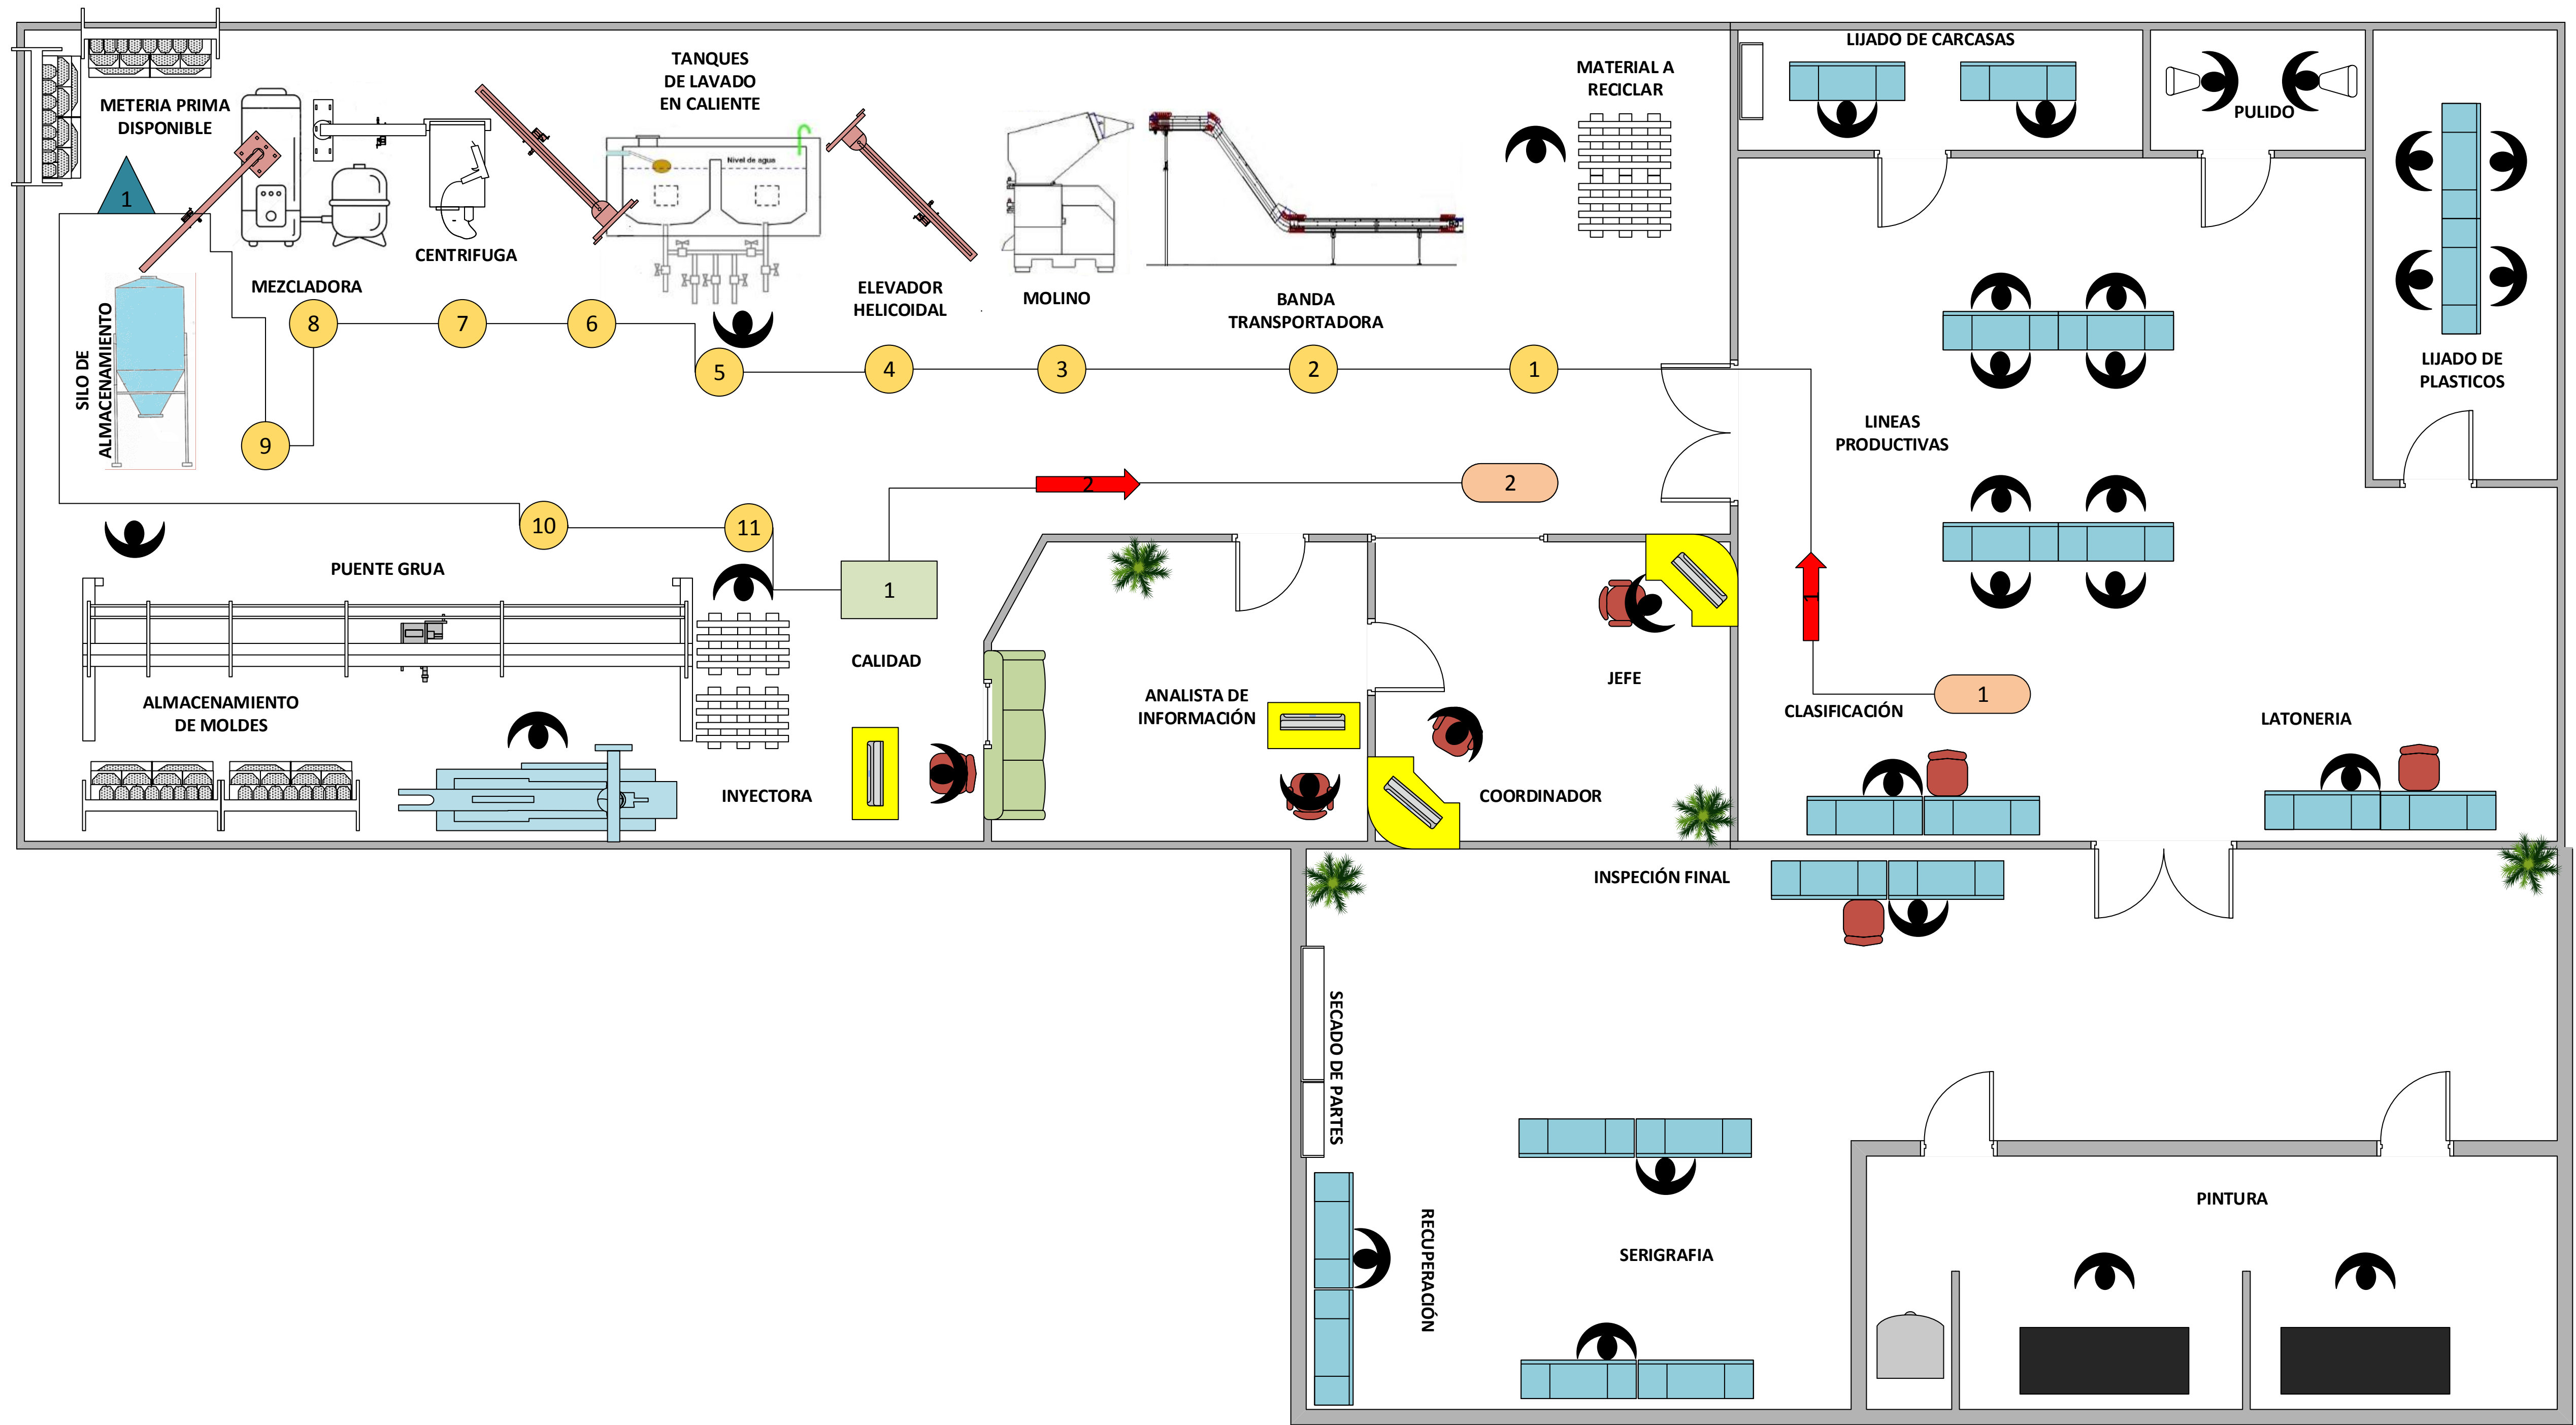 METERIA PRIMA
DISPONIBLE
1
SILO DE
ALMACENAMIENTO
MEZCLADORA
CENTRIFUGA
TANQUES
DE LAVADO
EN CALIENTE
Nivel de agua
ELEVADOR
HELICOIDAL
MOLINO
BANDA
TRANSPORTADORA
MATERIAL A
RECICLAR
8
7
6
5
4
3
2
1
9
10
11
2
2
1
PUENTE GRUA
CALIDAD
ALMACENAMIENTO
DE MOLDES
INYECTORA
ANALISTA DE
INFORMACIÓN
JEFE
COORDINADOR
LIJADO DE CARCASAS
PULIDO
LIJADO DE
PLASTICOS
LINEAS
PRODUCTIVAS
1
1
CLASIFICACIÓN
LATONERIA
INSPECIÓN FINAL
SECADO DE PARTES
RECUPERACIÓN
SERIGRAFIA
PINTURA